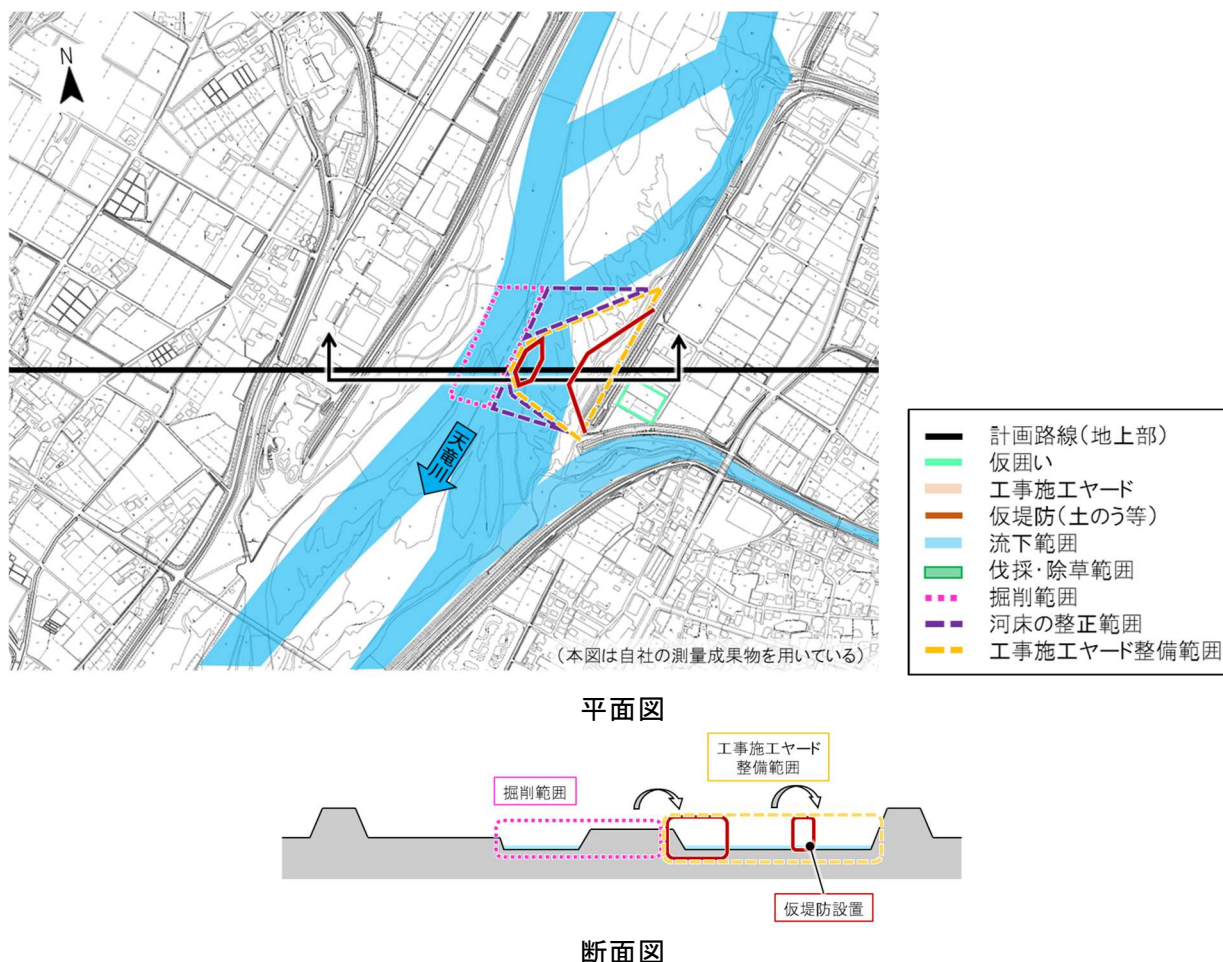 N
天竜川
(本図は自社の測量成果物を用いている)
計画路線(地上部)
仮囲い
工事施工ヤード
仮堤防(土のう等)
流下範囲
伐採・除草範囲
掘削範囲
河床の整正範囲
工事施工ヤード整備範囲
平面図
工事施工ヤード
整備範囲
掘削範囲
仮堤防設置
断面図